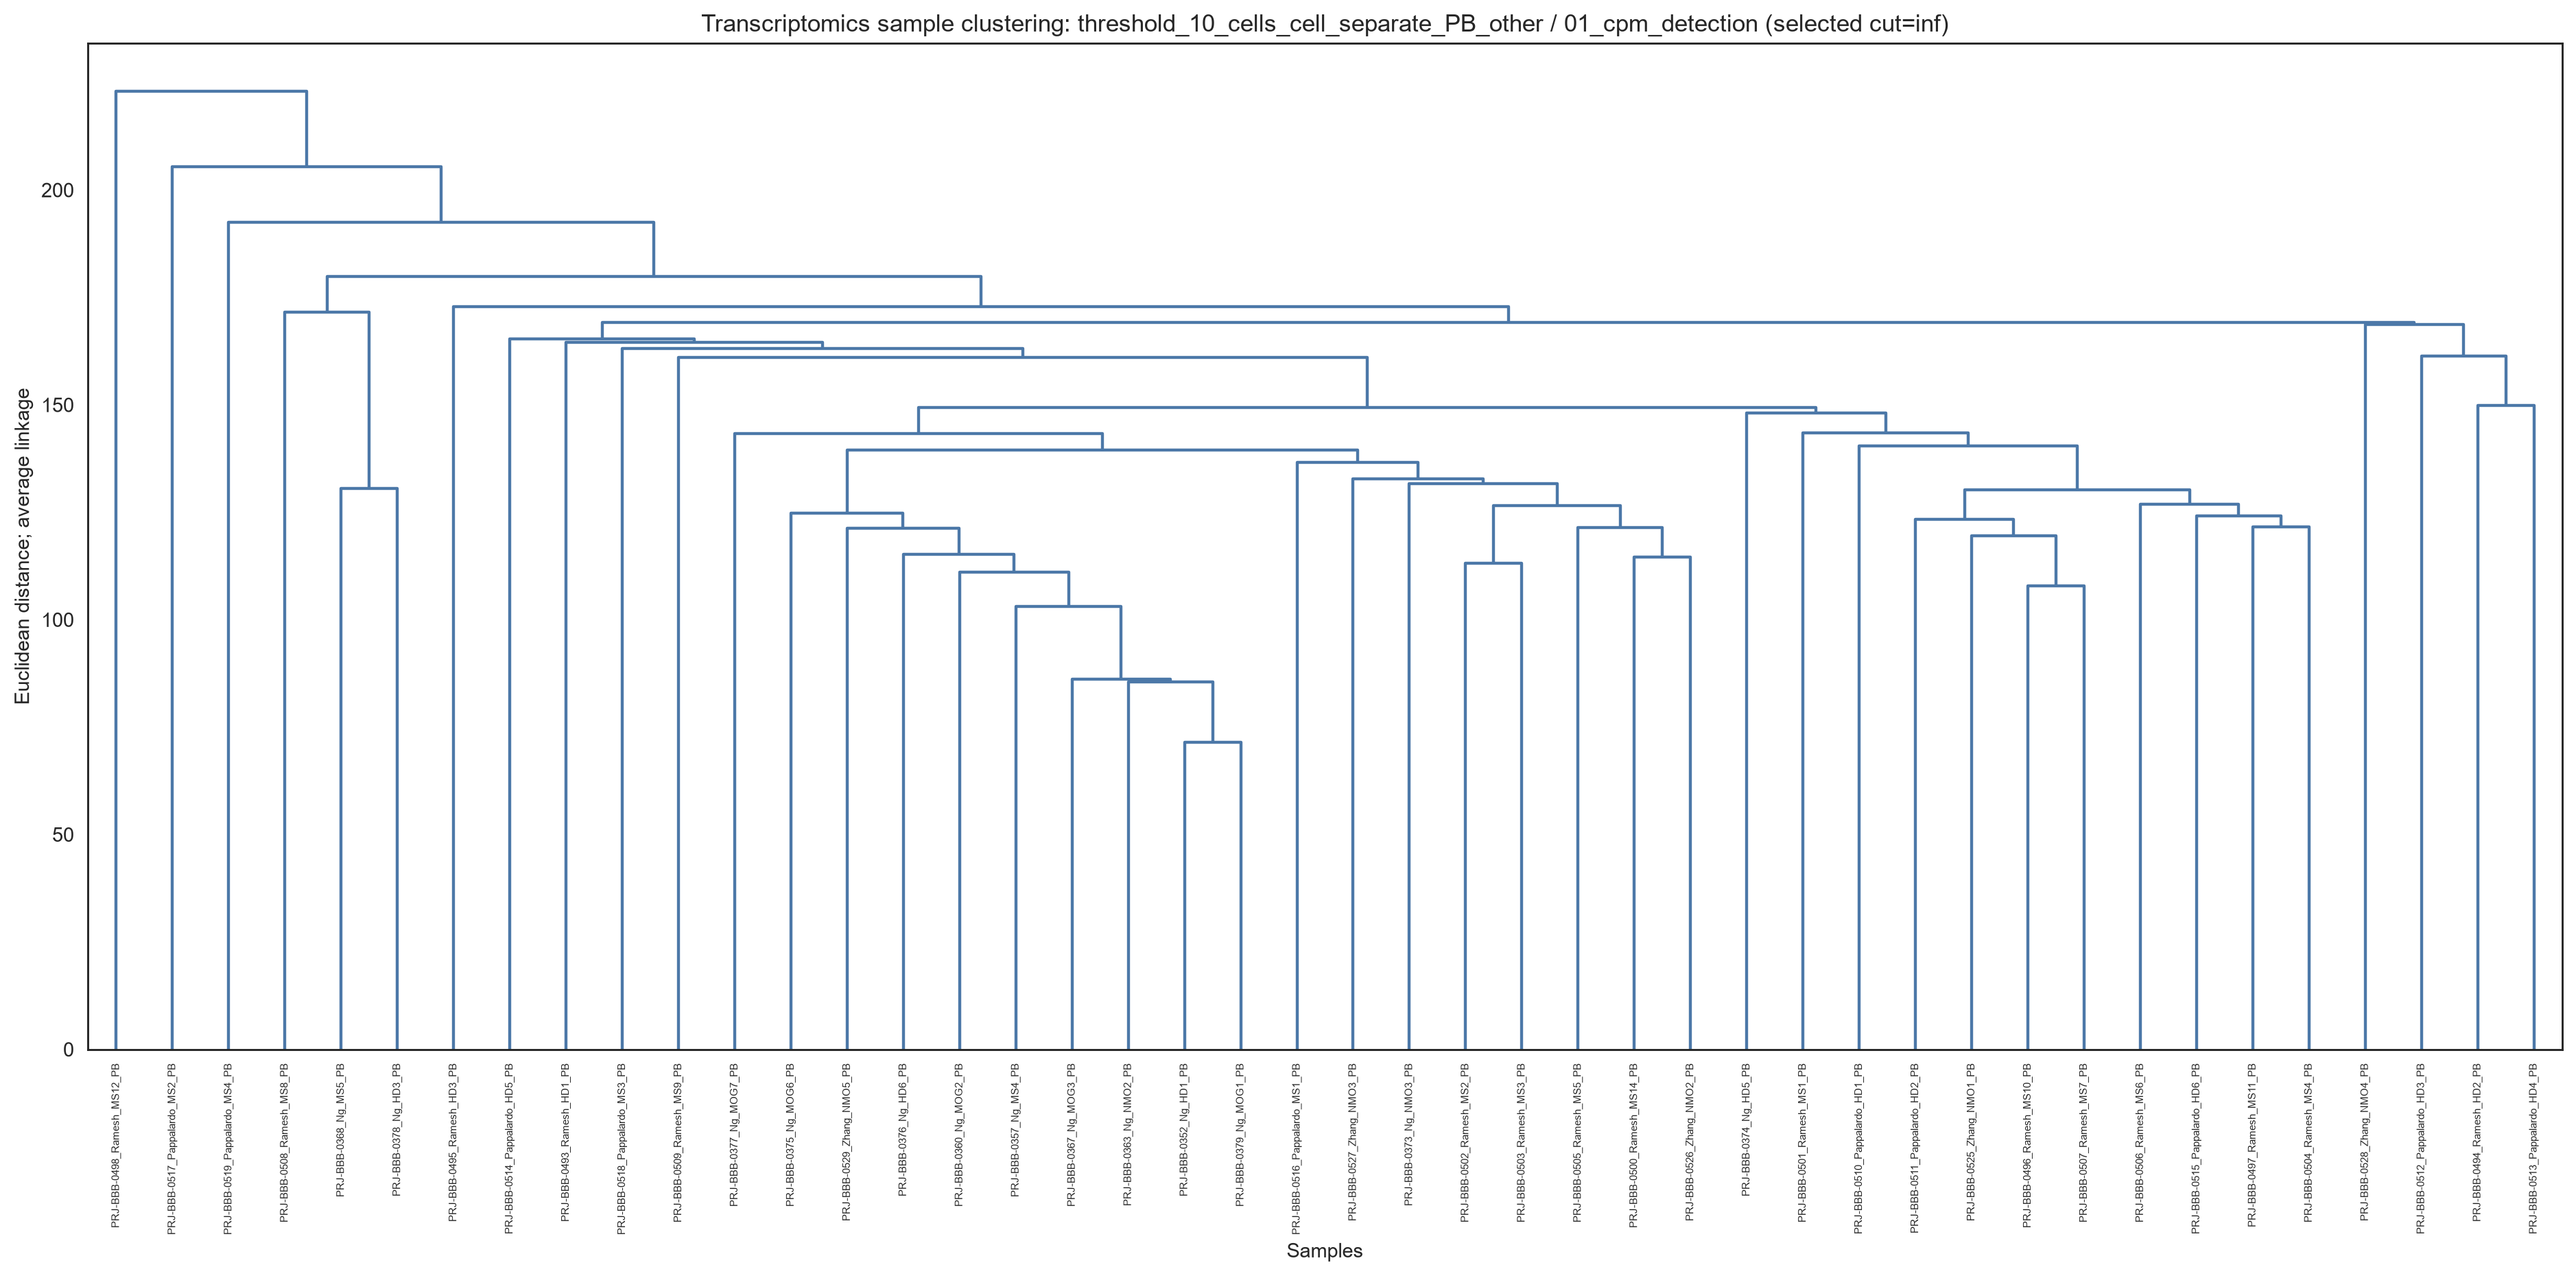 Transcriptomics sample clustering: threshold_10_cells_cell_separate_PB_other / 01_cpm_detection (selected cut=inf)
Euclidean distance; average linkage
200
150
100
50
0
PRJ-BBB-0498_Ramesh_MS12_PB
PRJ-BBB-0517_Pappalardo_MS2_PB
PRJ-BBB-0519_Pappalardo_MS4_PB
PRJ-BBB-0508_Ramesh_MS8_PB
PRJ-BBB-0368_Ng_MS5_PB
PRJ-BBB-0378_Ng_HD3_PB
PRJ-BBB-0495_Ramesh_HD3_PB
PRJ-BBB-0514_Pappalardo_HD5_PB
PRJ-BBB-0493_Ramesh_HD1_PB
PRJ-BBB-0518_Pappalardo_MS3_PB
PRJ-BBB-0509_Ramesh_MS9_PB
PRJ-BBB-0377_Ng_MOG7_PB
PRJ-BBB-0375_Ng_MOG6_PB
PRJ-BBB-0529_Zhang_NMO5_PB
PRJ-BBB-0376_Ng_HD6_PB
PRJ-BBB-0360_Ng_MOG2_PB
PRJ-BBB-0357_Ng_MS4_PB
PRJ-BBB-0367_Ng_MOG3_PB
PRJ-BBB-0363_Ng_NMO2_PB
PRJ-BBB-0352_Ng_HD1_PB
PRJ-BBB-0379_Ng_MOG1_PB
PRJ-BBB-0516_Pappalardo_MS1_PB
PRJ-BBB-0527_Zhang_NMO3_PB
PRJ-BBB-0373_Ng_NMO3_PB
PRJ-BBB-0502_Ramesh_MS2_PB
PRJ-BBB-0503_Ramesh_MS3_PB
PRJ-BBB-0505_Ramesh_MS5_PB
PRJ-BBB-0500_Ramesh_MS14_PB
PRJ-BBB-0526_Zhang_NMO2_PB
PRJ-BBB-0374_Ng_HD5_PB
PRJ-BBB-0501_Ramesh_MS1_PB
PRJ-BBB-0510_Pappalardo_HD1_PB
PRJ-BBB-0511_Pappalardo_HD2_PB
PRJ-BBB-0525_Zhang_NMO1_PB
PRJ-BBB-0496_Ramesh_MS10_PB
PRJ-BBB-0507_Ramesh_MS7_PB
PRJ-BBB-0506_Ramesh_MS6_PB
PRJ-BBB-0515_Pappalardo_HD6_PB
PRJ-BBB-0497_Ramesh_MS11_PB
PRJ-BBB-0504_Ramesh_MS4_PB
PRJ-BBB-0528_Zhang_NMO4_PB
PRJ-BBB-0512_Pappalardo_HD3_PB
PRJ-BBB-0494_Ramesh_HD2_PB
PRJ-BBB-0513_Pappalardo_HD4_PB
Samples